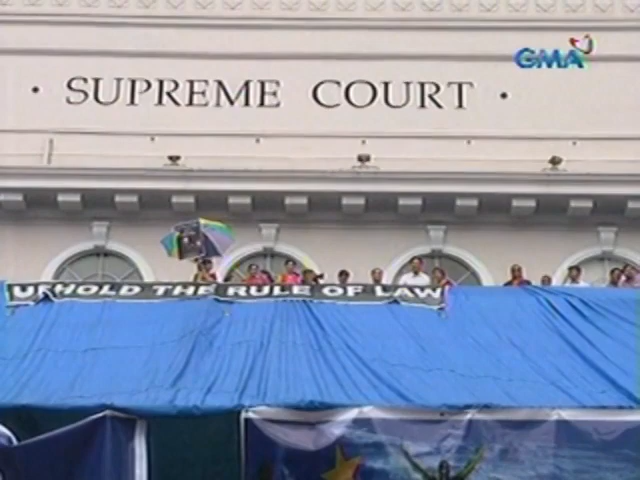 GMA
• SUPREME COURT •
UPHOLD THE RULE OF LAW